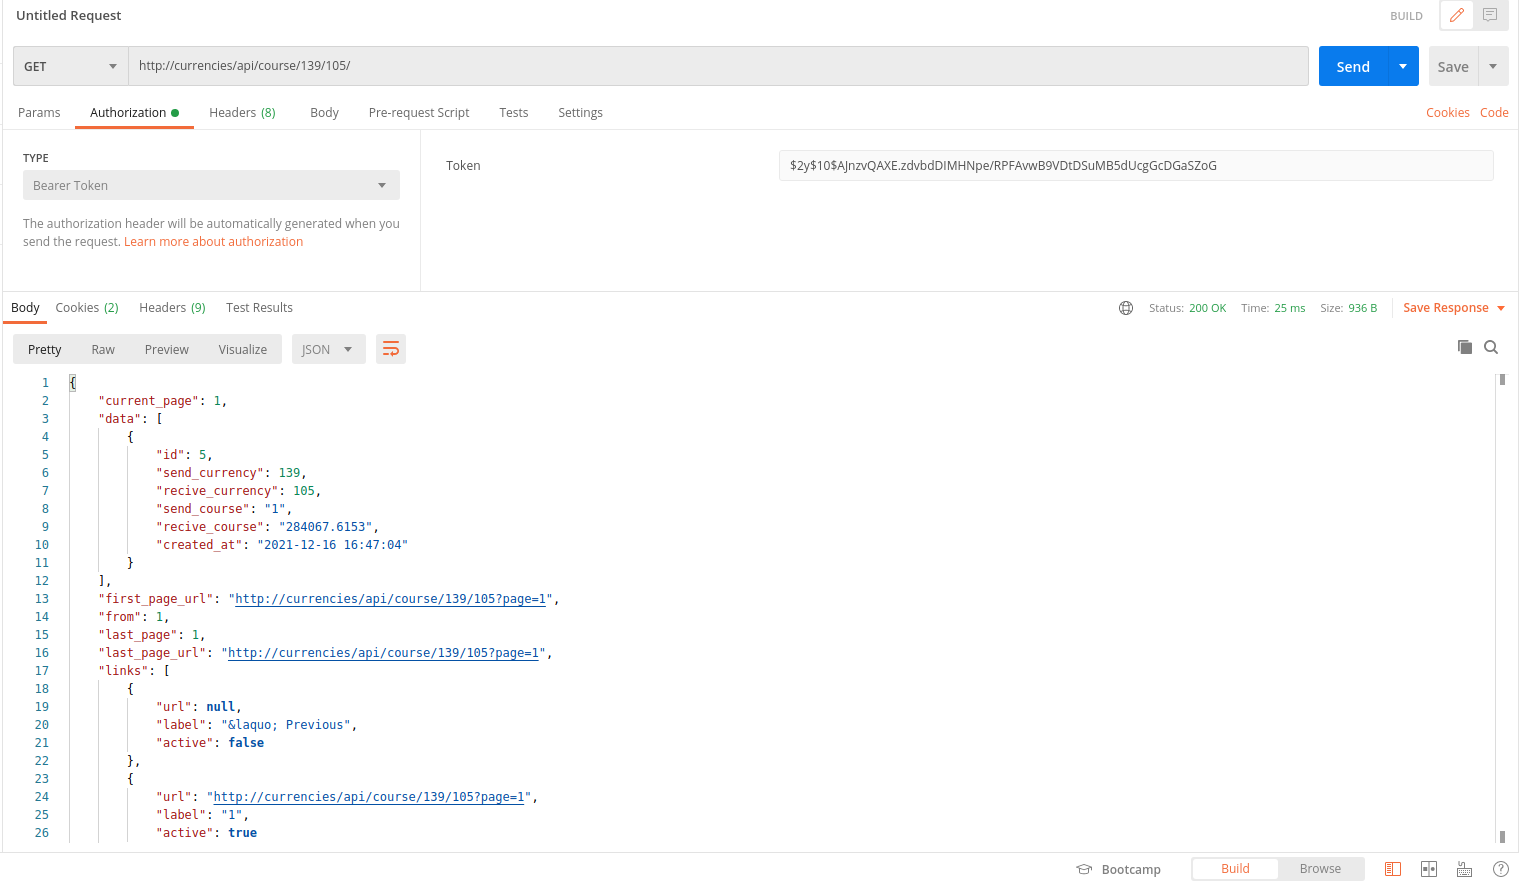 Untitled Request
BUILD
GET
http://currencies/api/course/139/105/
Send
Save
Params Authorization Headers (8) Body Pre-request Script Tests Settings
Cookies Code
TYPE
Bearer Token
The authorization header will be automatically generated when you
send the request. Learn more about authorization
Token
$2y$10$AJnzvQAXE.zdvbdDIMHNpe/RPFAvwB9VDtDSuMB5dUcgGcDGaSZoG
Body Cookies (2) Headers (9) Test Results
Status: 200 OK Time: 25 ms Size: 936 B Save Response
Pretty Raw Preview Visualize JSON
1 {
2 "current_page": 1,
3 "data": [
4 {
5 "id": 5,
6 "send_currency": 139,
7 "recive_currency": 105,
8 "send_course": "1",
9 "recive_course": "284067.6153",
10 "created_at": "2021-12-16 16:47:04"
11 }
12 ],
13 "first_page_url": "http://currencies/api/course/139/105?page=1",
14 "from": 1,
15 "last_page": 1,
16 "last_page_url": "http://currencies/api/course/139/105?page=1",
17 "links": [
18 {
19 "url": null,
20 "label": "&laquo; Previous",
21 "active": false
22 },
23 {
24 "url": "http://currencies/api/course/139/105?page=1",
25 "label": "1",
26 "active": true
Bootcamp Build Browse